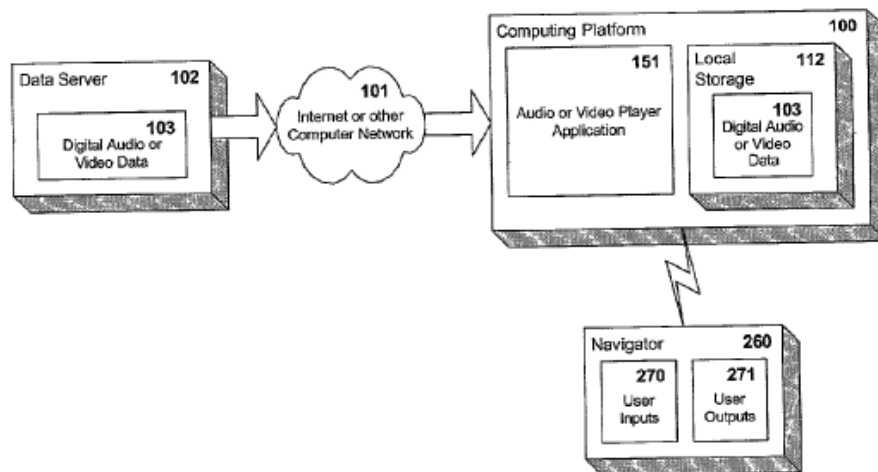 Data Server 102
103
Digital Audio or
Video Data
101
Internet or other
Computer Network
Computing Platform 100
151
Audio or Video Player
Application
Local 112
Storage
103
Digital Audio
or Video
Data
Navigator 260
270
User
Inputs
271
User
Outputs